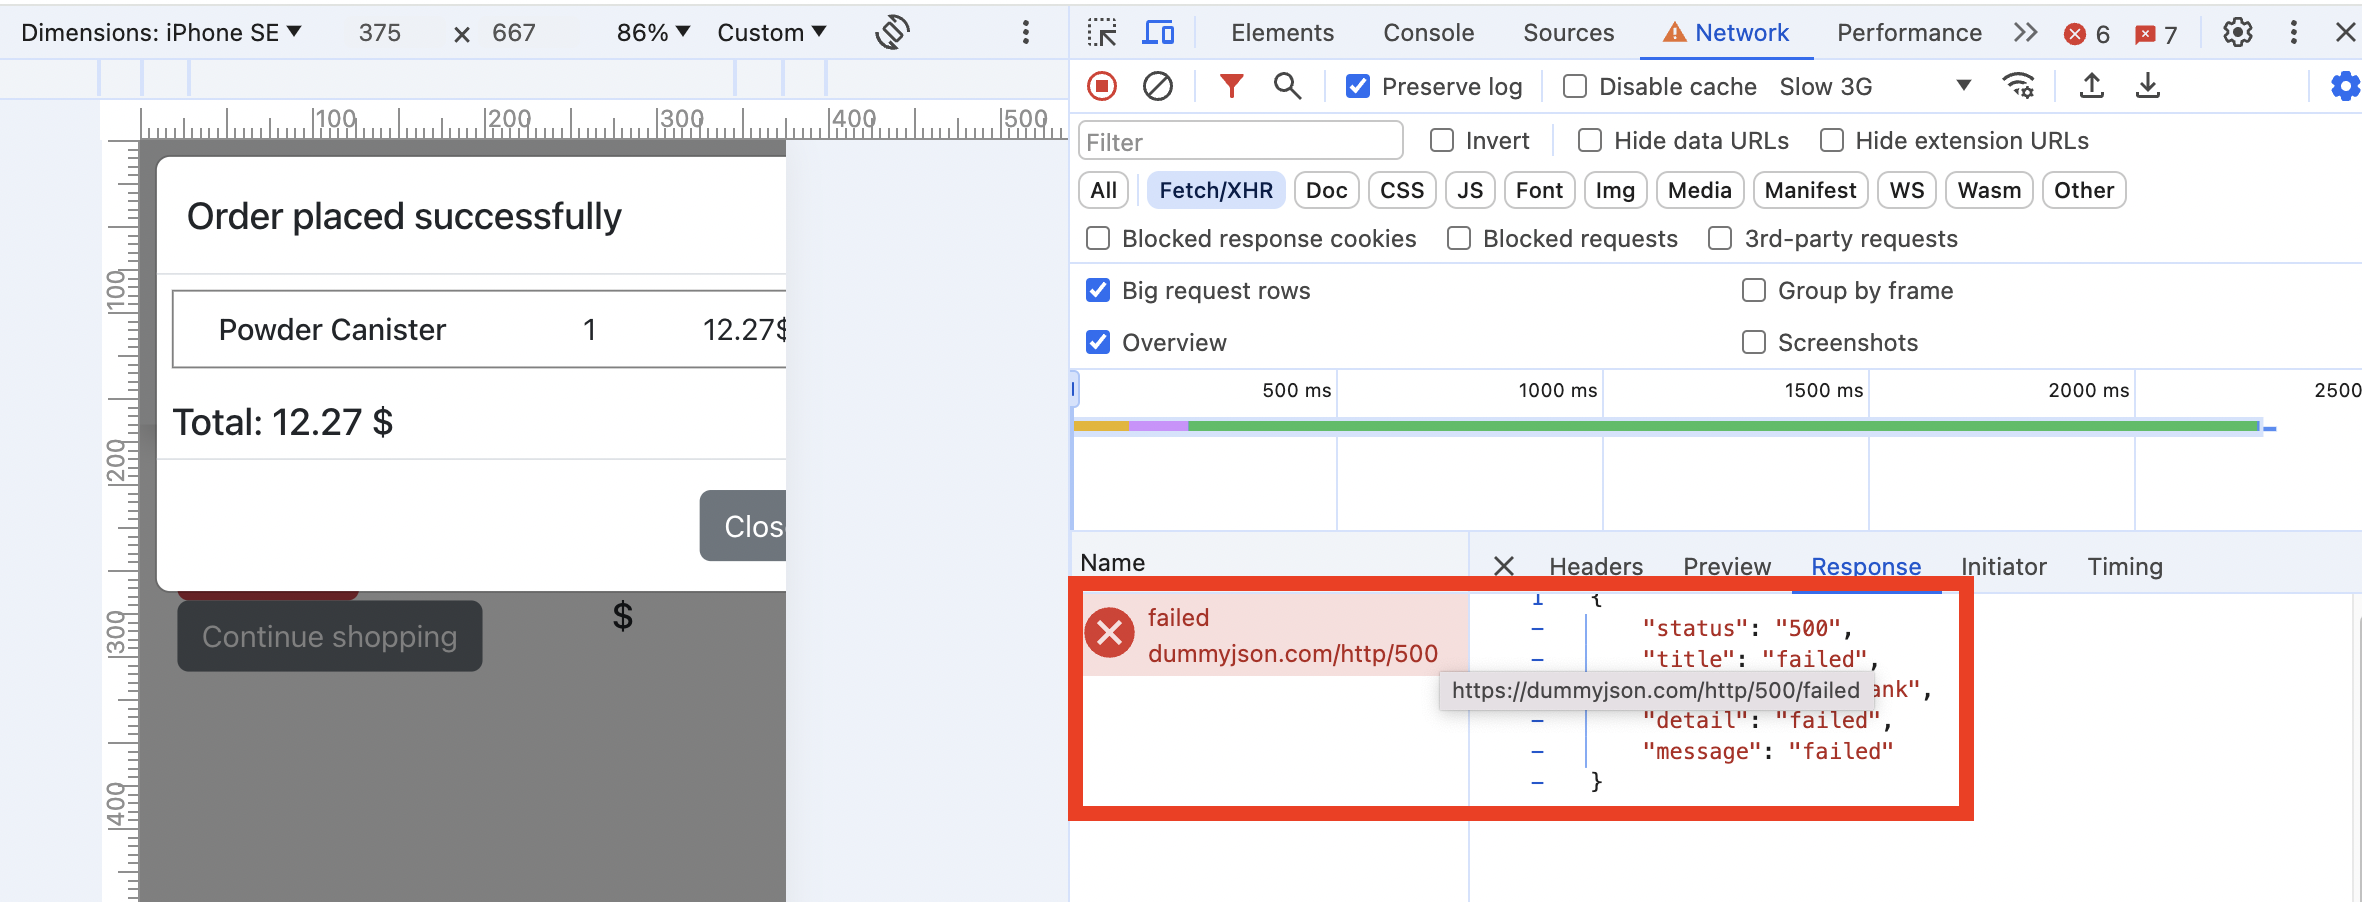 Dimensions: iPhone SE ▼ 375 × 667 86% ▼ Custom ▼
Elements Console Sources Network Performance 6 7
Preserve log Disable cache Slow 3G ▼
Filter Invert Hide data URLs Hide extension URLs
All Fetch/XHR Doc CSS JS Font Img Media Manifest WS Wasm Other
Blocked response cookies Blocked requests 3rd-party requests
Big request rows Group by frame
Overview Screenshots
500 ms 1000 ms 1500 ms 2000 ms 2500
100 200 300 400 500
100
200
300
400
Order placed successfully
Powder Canister 1 12.27$
Total: 12.27 $
Continue shopping
$
Name
Headers Preview Response Initiator Timing
failed
dummyjson.com/http/500
https://dummyjson.com/http/500/failed
1 {
- "status": "500",
- "title": "failed",
ank",
- "detail": "failed",
- "message": "failed"
- }